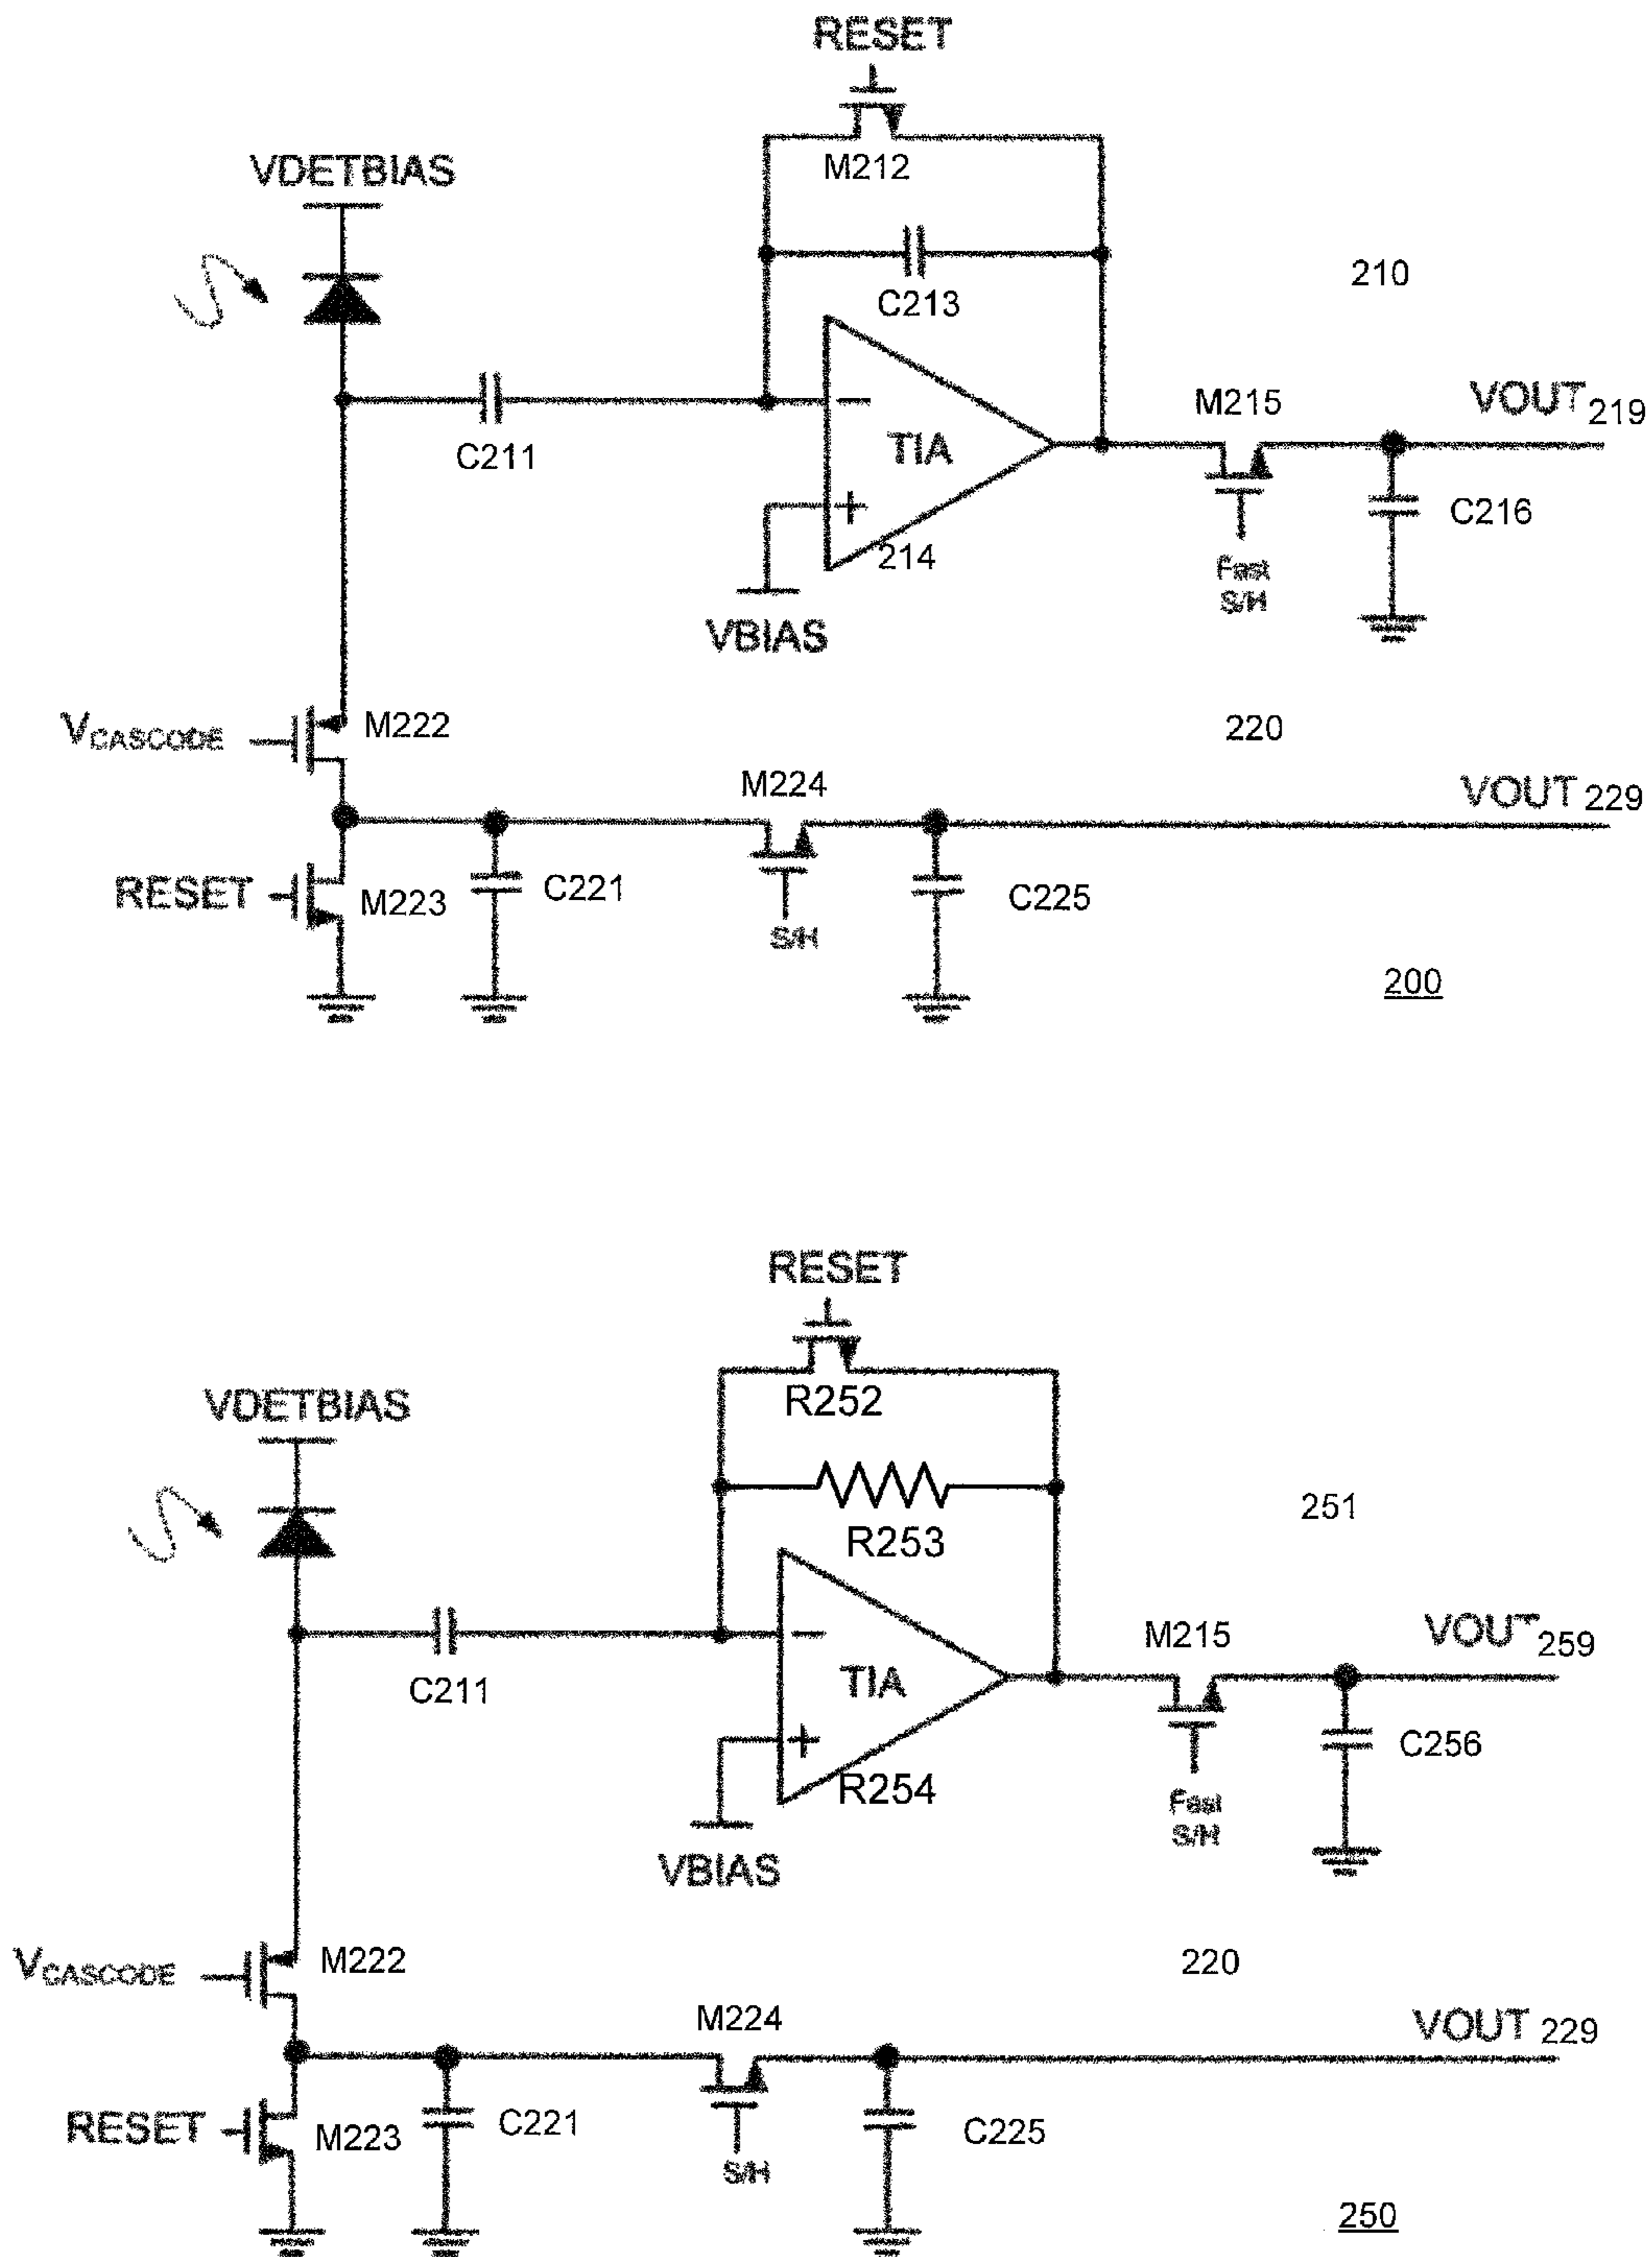 RESET
M212
VDETBIAS
C213
210
C211
TIA
214
VBIAS
M215
Fast
S/H
VOUT 219
C216
VCASCODE
M222
220
M224
VOUT 229
RESET
M223
C221
S/H
C225
200
RESET
R252
VDETBIAS
R253
251
C211
TIA
R254
VBIAS
M215
Fast
S/H
VOUT 259
C256
VCASCODE
M222
220
M224
VOUT 229
RESET
M223
C221
S/H
C225
250